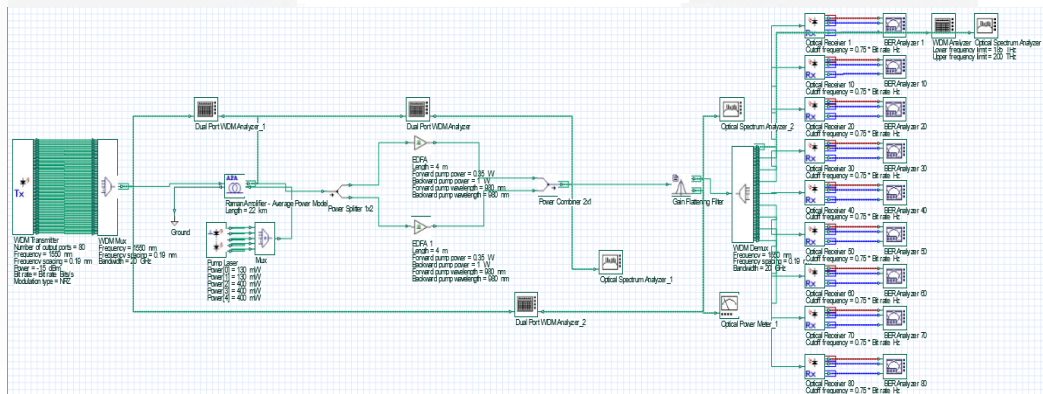 Optical Receiver 1
Cutoff frequency = 0.75 * Bit rate Hz
BER Analyzer 1
WDM Analyzer
Lower frequency limit = 185 THz
Upper frequency limit = 200 THz
Optical Spectrum Analyzer
Rx
Optical Receiver 10
Cutoff frequency = 0.75 * Bit rate Hz
BER Analyzer 10
Dual Port WDM Analyzer_1
Dual Port WDM Analyzer
Optical Spectrum Analyzer_2
Rx
Optical Receiver 20
Cutoff frequency = 0.75 * Bit rate Hz
BER Analyzer 20
Tx
WDM Transmitter
Number of output ports = 80
Frequency = 1550 nm
Frequency spacing = 0.19 nm
Power = -15 dBm
Bit rate = Bit rate Bits/s
Modulation type = NRZ
WDM Mux
Frequency = 1550 nm
Frequency spacing = 0.19 nm
Bandwidth = 20 GHz
Ground
Raman Amplifier - Average Power Model
Length = 22 km
Pump Laser
Power[0] = 130 mW
Power[1] = 130 mW
Power[2] = 400 mW
Power[3] = 400 mW
Power[4] = 400 mW
Mux
Power Splitter 1x2
EDFA
Length = 4 m
Forward pump power = 0.35 W
Backward pump power = 1 W
Forward pump wavelength = 980 nm
Backward pump wavelength = 980 nm
EDFA 1
Length = 4 m
Forward pump power = 0.35 W
Backward pump power = 1 W
Forward pump wavelength = 980 nm
Backward pump wavelength = 980 nm
Power Combiner 2x1
Gain Flattening Filter
WDM Demux
Frequency = 1550 nm
Frequency spacing = 0.19
Bandwidth = 20 GHz
Optical Spectrum Analyzer_1
Dual Port WDM Analyzer_2
Optical Power Meter_1
Rx
Optical Receiver 30
Cutoff frequency = 0.75 * Bit rate Hz
BER Analyzer 30
Rx
Optical Receiver 40
Cutoff frequency = 0.75 * Bit rate Hz
BER Analyzer 40
Rx
Optical Receiver 50
Cutoff frequency = 0.75 * Bit rate Hz
BER Analyzer 50
Rx
Optical Receiver 60
Cutoff frequency = 0.75 * Bit rate Hz
BER Analyzer 60
Rx
Optical Receiver 70
Cutoff frequency = 0.75 * Bit rate Hz
BER Analyzer 70
Rx
Optical Receiver 80
Cutoff frequency = 0.75 * Bit rate Hz
BER Analyzer 80